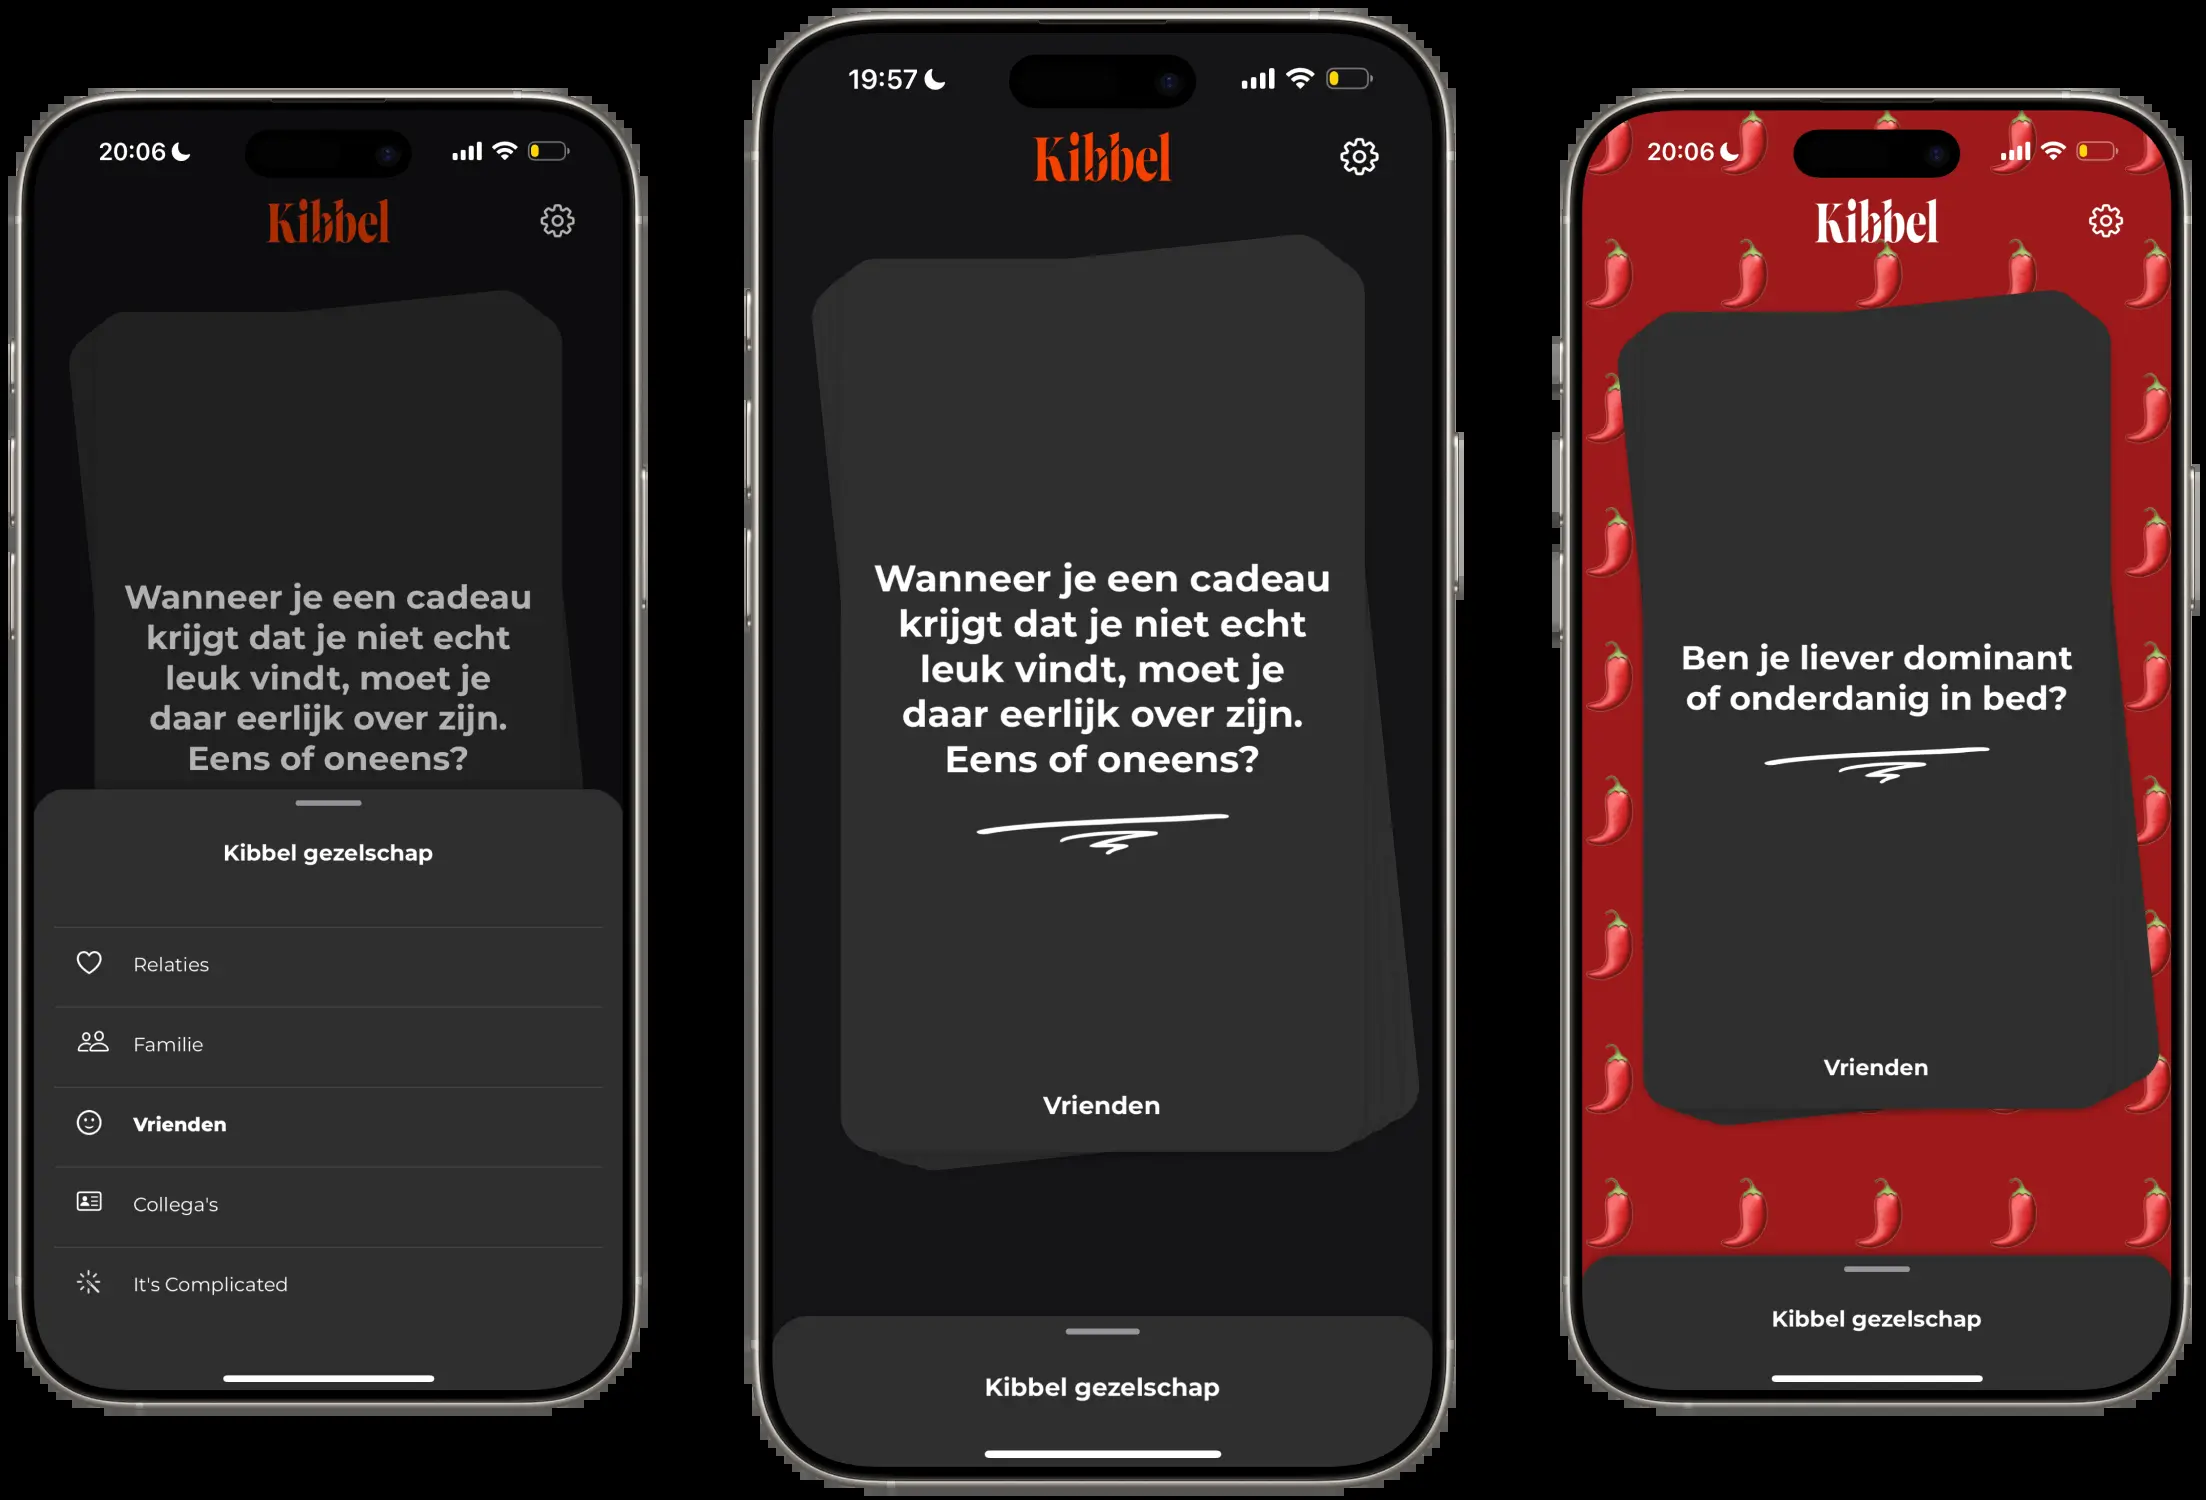 20:06
Kibbel
Wanneer je een cadeau
krijgt dat je niet echt
leuk vindt, moet je
daar eerlijk over zijn.
Eens of oneens?
Kibbel gezelschap
Relaties
Familie
Vrienden
Collega's
It's Complicated
19:57
Kibbel
Wanneer je een cadeau
krijgt dat je niet echt
leuk vindt, moet je
daar eerlijk over zijn.
Eens of oneens?
Vrienden
Kibbel gezelschap
20:06
Kibbel
Ben je liever dominant
of onderdanig in bed?
Vrienden
Kibbel gezelschap